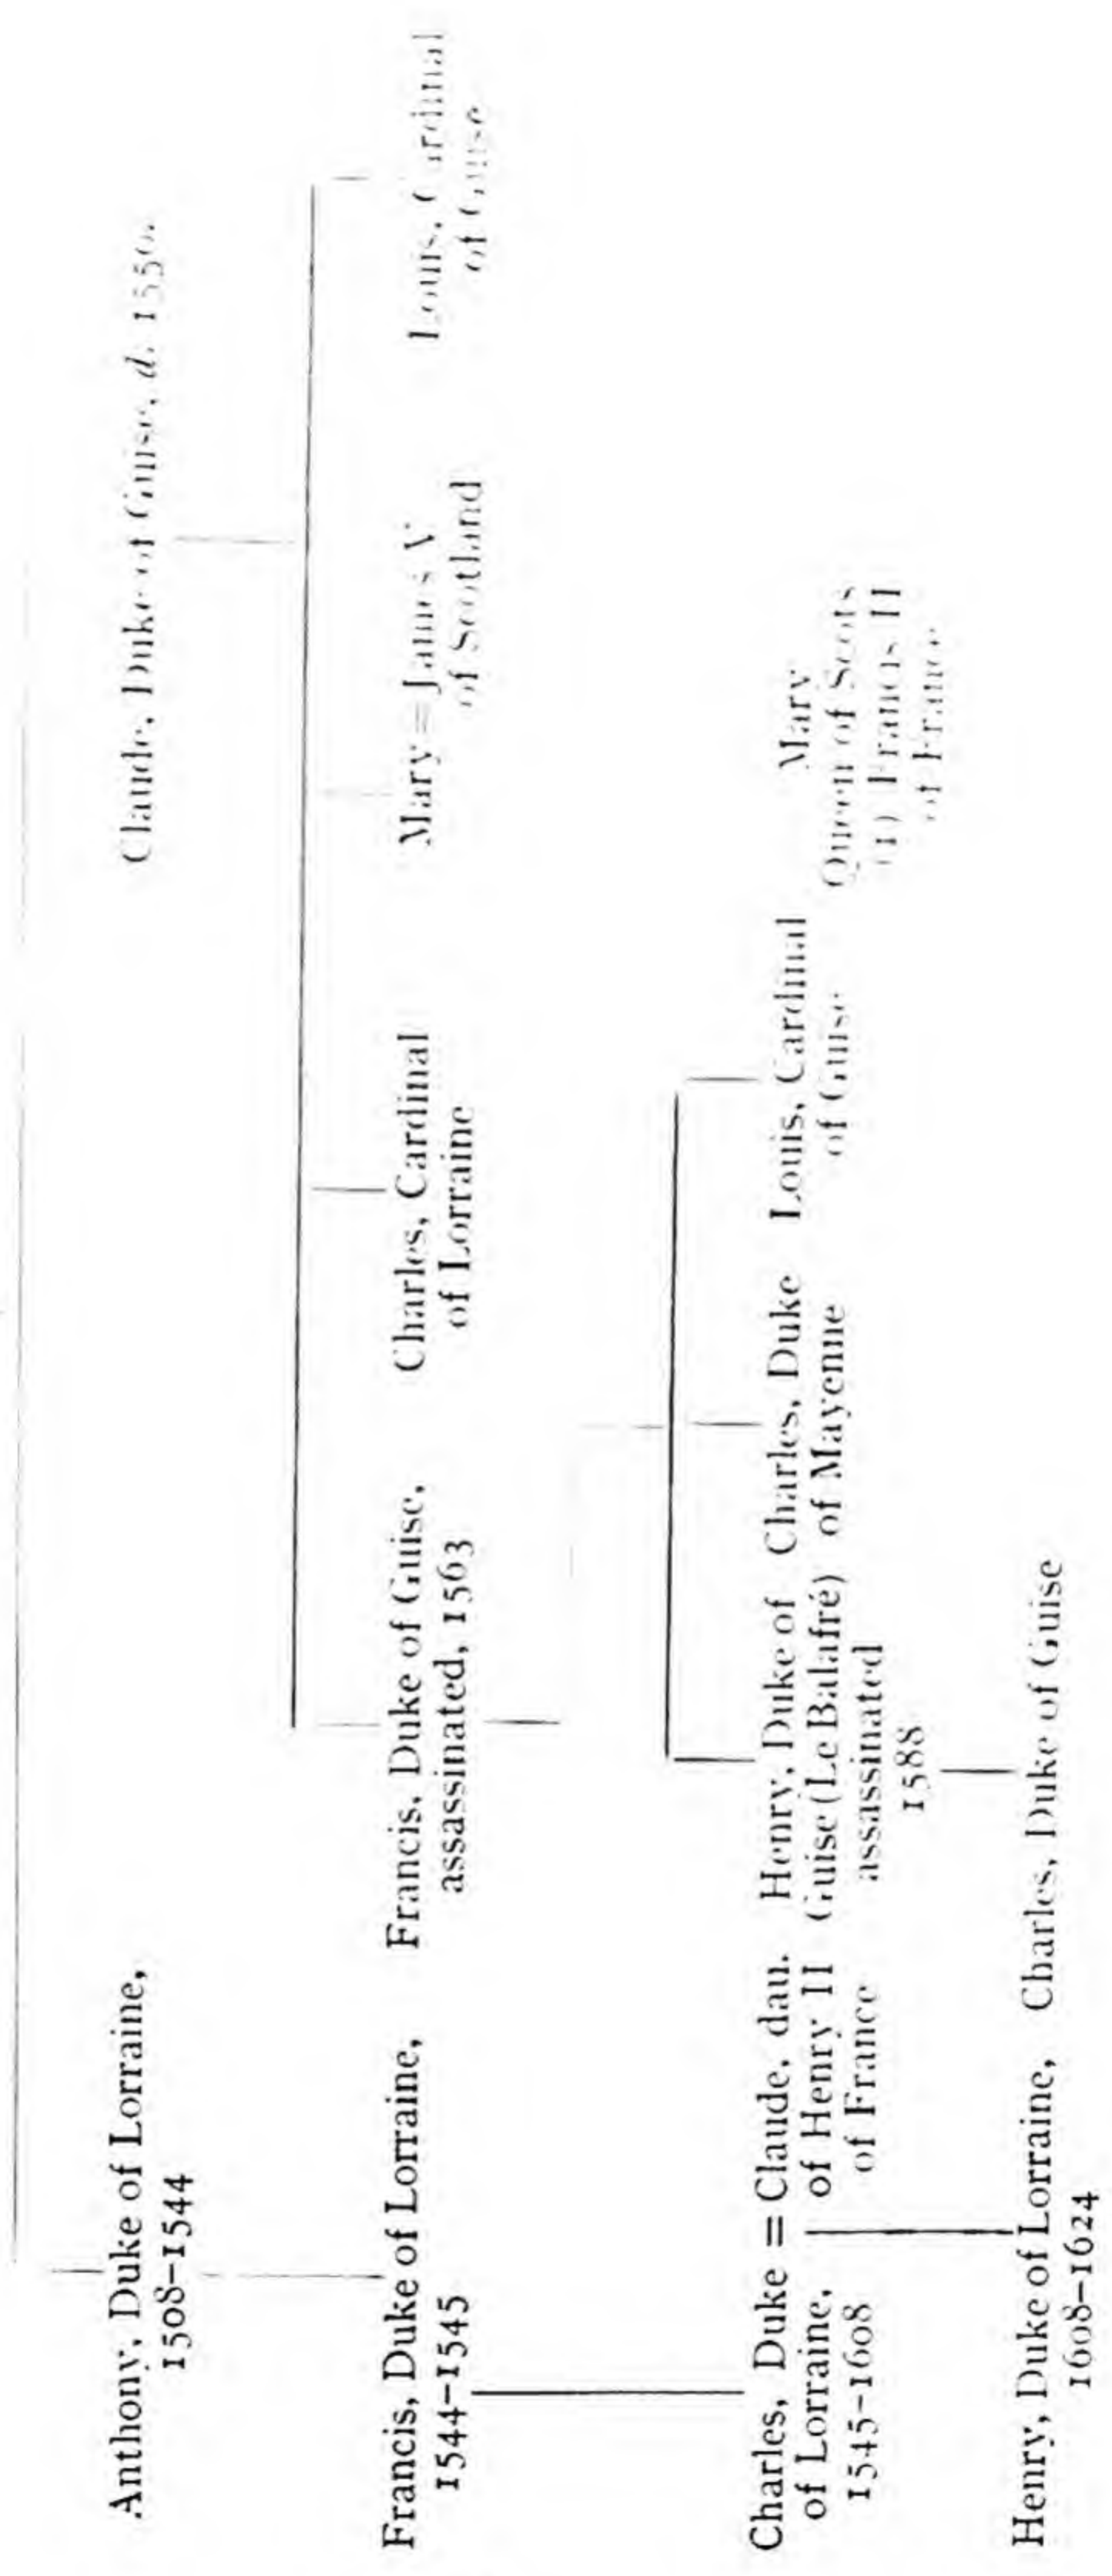 Anthony, Duke of Lorraine,
1508–1544
Claude, Duke of Guise, d. 1550.
Francis, Duke of Lorraine,
1544–1545
Francis, Duke of Guise,
assassinated, 1563
Charles, Cardinal
of Lorraine
Mary = James V
of Scotland
Louis, Cardinal
of Guise
Charles, Duke = Claude, dau.
of Lorraine, of Henry II
1545–1608 of France
Henry, Duke of
Guise (Le Balafré)
assassinated
1588
Charles, Duke
of Mayenne
Louis, Cardinal
of Guise
Mary
Queen of Scots
(1) Francis II
of France
Henry, Duke of Lorraine,
1608–1624
Charles, Duke of Guise